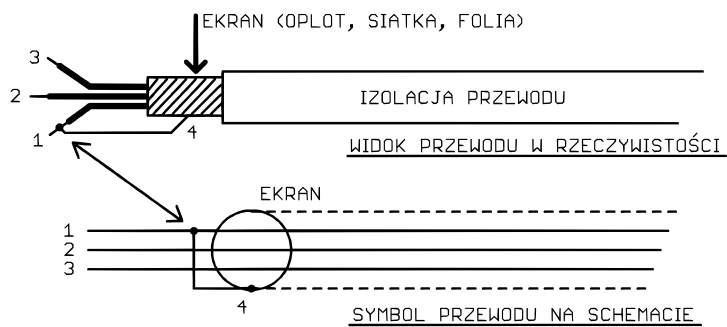 EKRAN (OPLOT, SIATKA, FOLIA)
3
2
IZOLACJA PRZEWODU
1
4
WIDOK PRZEWODU W RZECZYWISTOŚCI
EKRAN
1
2
3
4
SYMBOL PRZEWODU NA SCHEMACIE